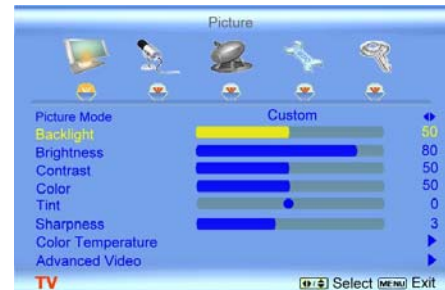 Picture
Picture Mode Custom
Backlight 50
Brightness 80
Contrast 50
Color 50
Tint 0
Sharpness 3
Color Temperature
Advanced Video
TV Select MENU Exit